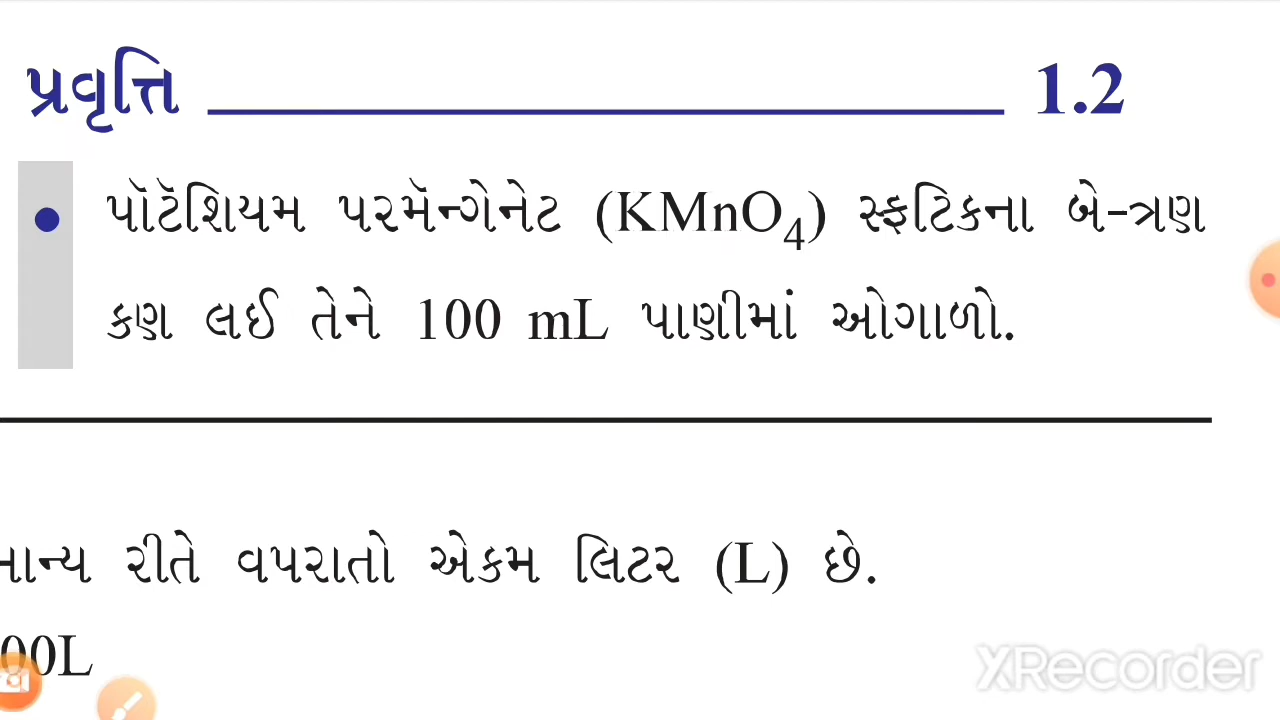 પ્રવૃત્તિ 1.2
• પૉટૅશિયમ પરમૅન્ગેનેટ (KMnO₄) સ્ફટિકના બે-ત્રણ
કણ લઈ તેને 100 mL પાણીમાં ઓગાળો.
રીતે વપરાતો એકમ લિટર (L) છે.
00L
XRecorder